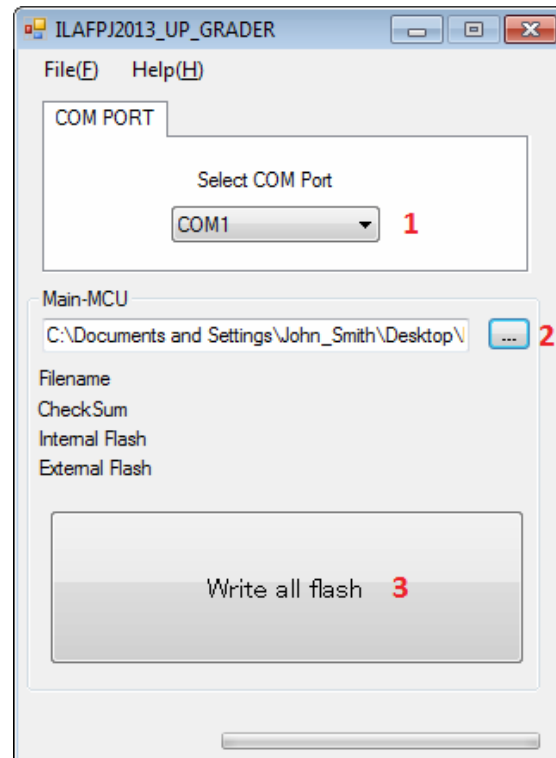 ILAFPJ2013_UP_GRADER
File(F) Help(H)
COM PORT
Select COM Port
COM1 1
Main-MCU
C:\Documents and Settings\John_Smith\Desktop\ ... 2
Filename
CheckSum
Internal Flash
External Flash
Write all flash 3